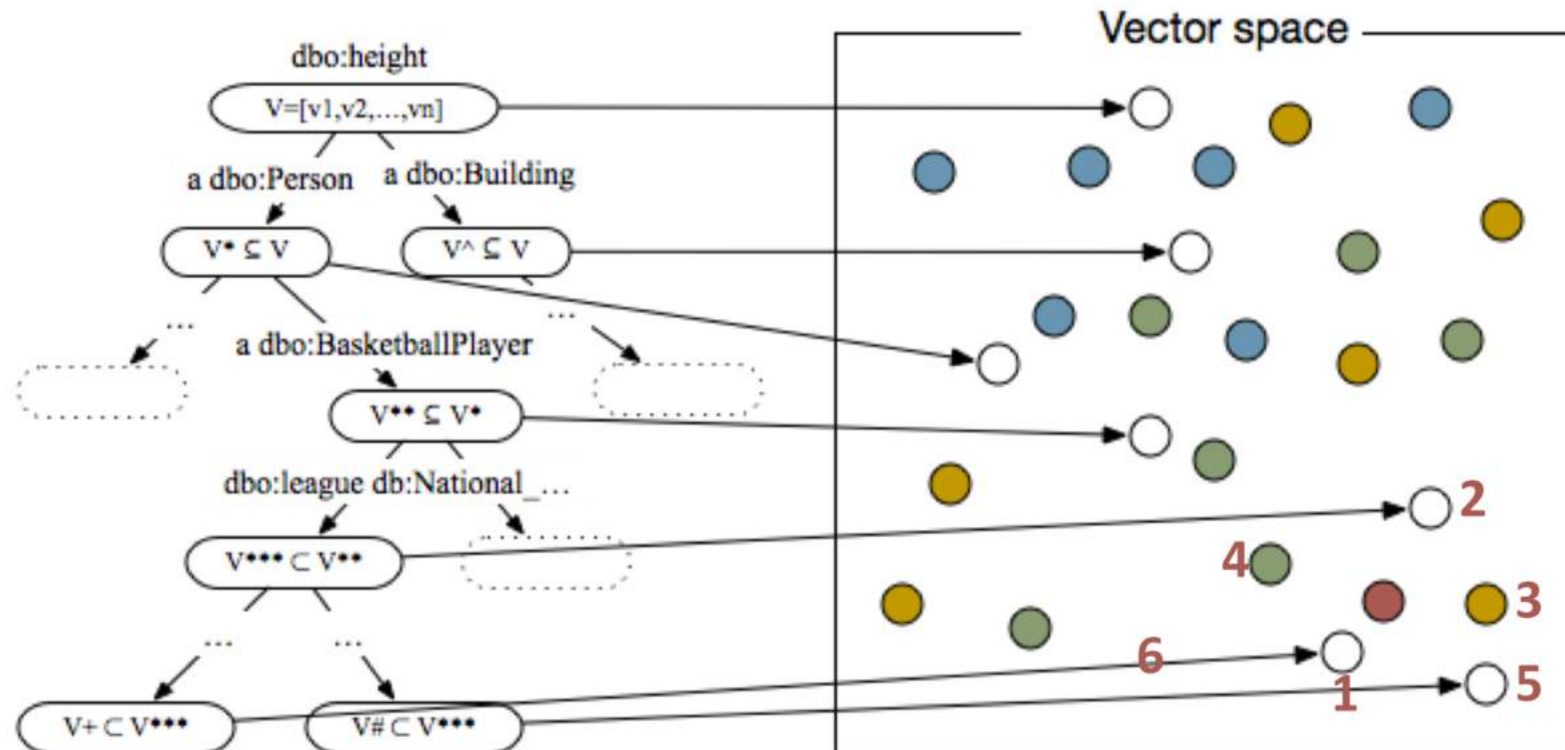 Vector space
dbo:height
V=[v1,v2,...,vn]
a dbo:Person
a dbo:Building
V* ⊆ V
V^ ⊆ V
...
...
a dbo:BasketballPlayer
V** ⊆ V*
dbo:league db:National_...
2
V*** ⊂ V**
4
3
...
...
6
1
5
V+ ⊂ V***
V# ⊂ V***